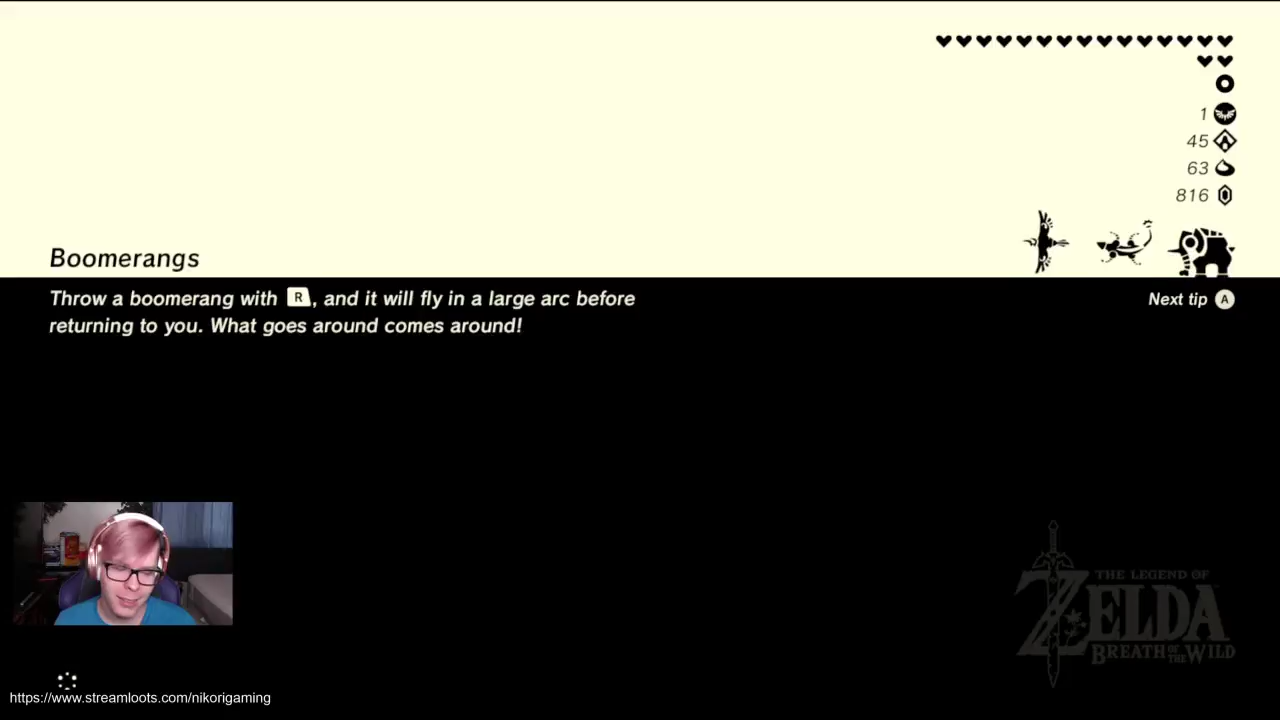 1
45
63
816
Boomerangs
Throw a boomerang with R, and it will fly in a large arc before
returning to you. What goes around comes around!
Next tip A
THE LEGEND OF
ZELDA
BREATH OF THE WILD
https://www.streamloots.com/nikorigaming